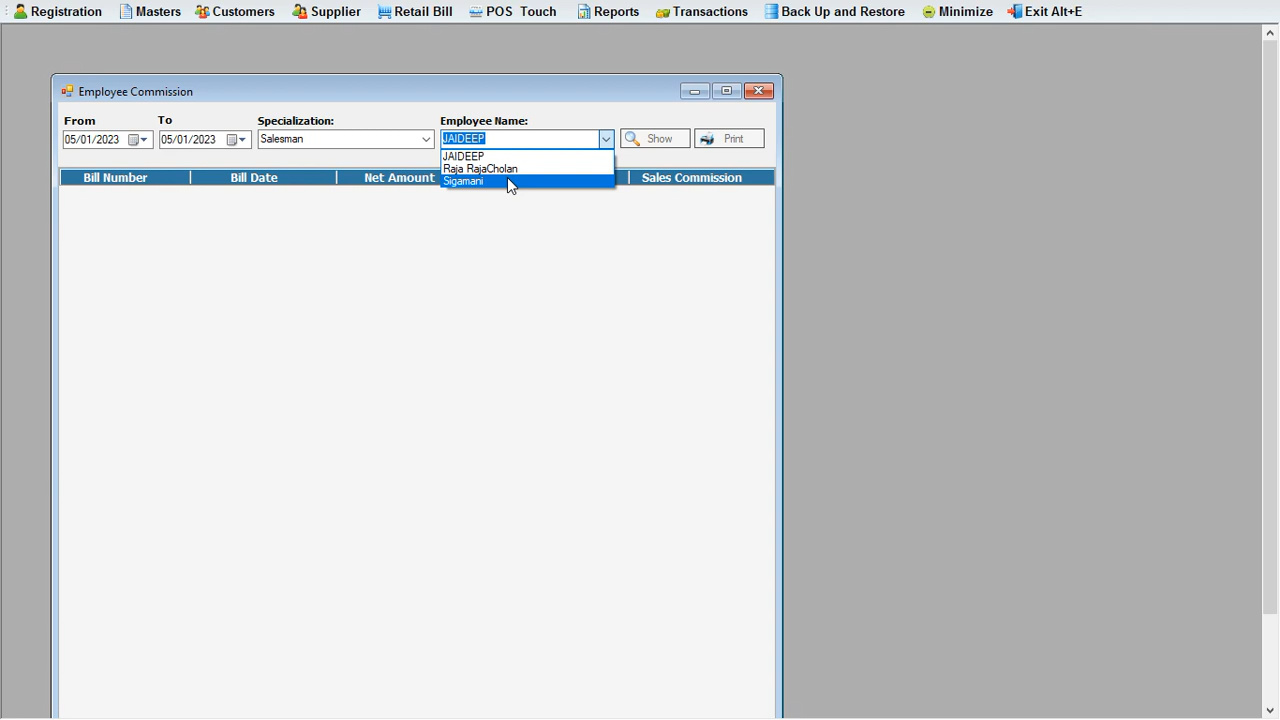 Registration Masters Customers Supplier Retail Bill POS Touch Reports Transactions Back Up and Restore Minimize Exit Alt+E
Employee Commission
From To Specialization: Employee Name:
05/01/2023 05/01/2023 Salesman JAIDEEP Show Print
JAIDEEP
Raja RajaCholan
Sigamani
Bill Number Bill Date Net Amount Sales Commission